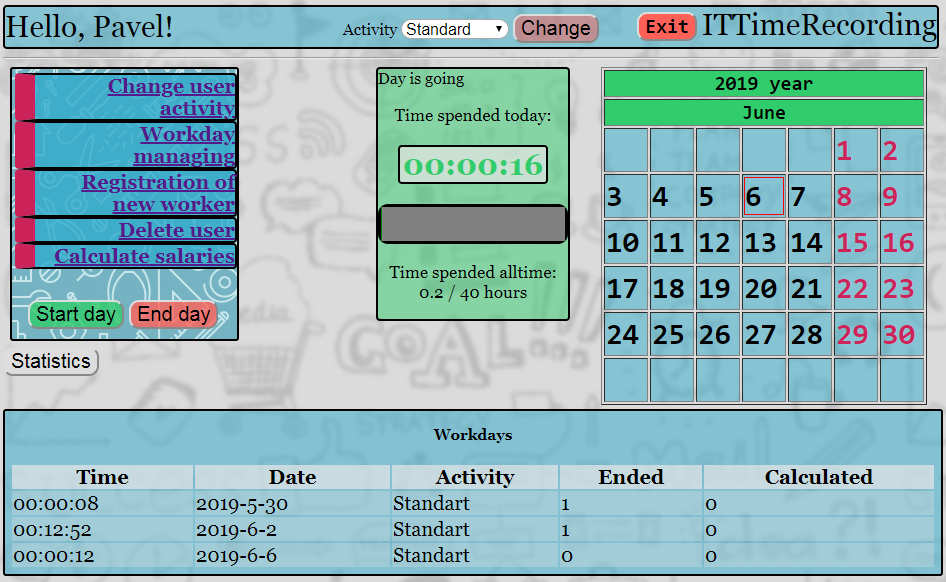 Hello, Pavel!
Activity Standard Change
Exit ITTimeRecording
Change user
activity
Workday
managing
Registration of
new worker
Delete user
Calculate salaries
Start day End day
Statistics
Day is going
Time spended today:
00:00:16
Time spended alltime:
0.2 / 40 hours
2019 year
June
1 2
3 4 5 6 7 8 9
10 11 12 13 14 15 16
17 18 19 20 21 22 23
24 25 26 27 28 29 30
GOAL!!!
STRATEGY
Workdays
Time Date Activity Ended Calculated
00:00:08 2019-5-30 Standart 1 0
00:12:52 2019-6-2 Standart 1 0
00:00:12 2019-6-6 Standart 0 0